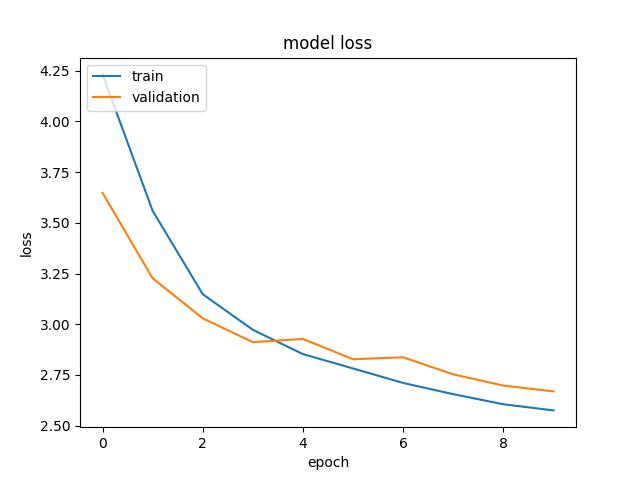 model loss
4.25
4.00
3.75
3.50
3.25
3.00
2.75
2.50
loss
train
validation
0 2 4 6 8
epoch